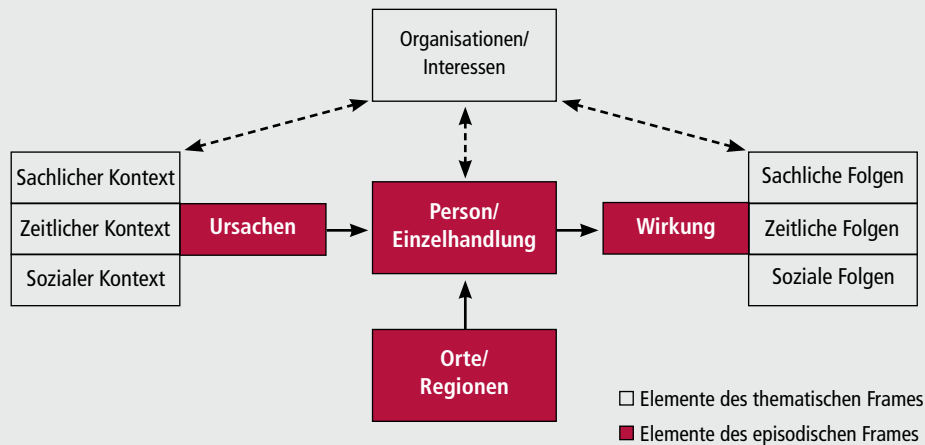 Organisationen/
Interessen
Sachlicher Kontext
Zeitlicher Kontext
Sozialer Kontext
Ursachen
Person/
Einzelhandlung
Wirkung
Sachliche Folgen
Zeitliche Folgen
Soziale Folgen
Orte/
Regionen
Elemente des thematischen Frames
Elemente des episodischen Frames